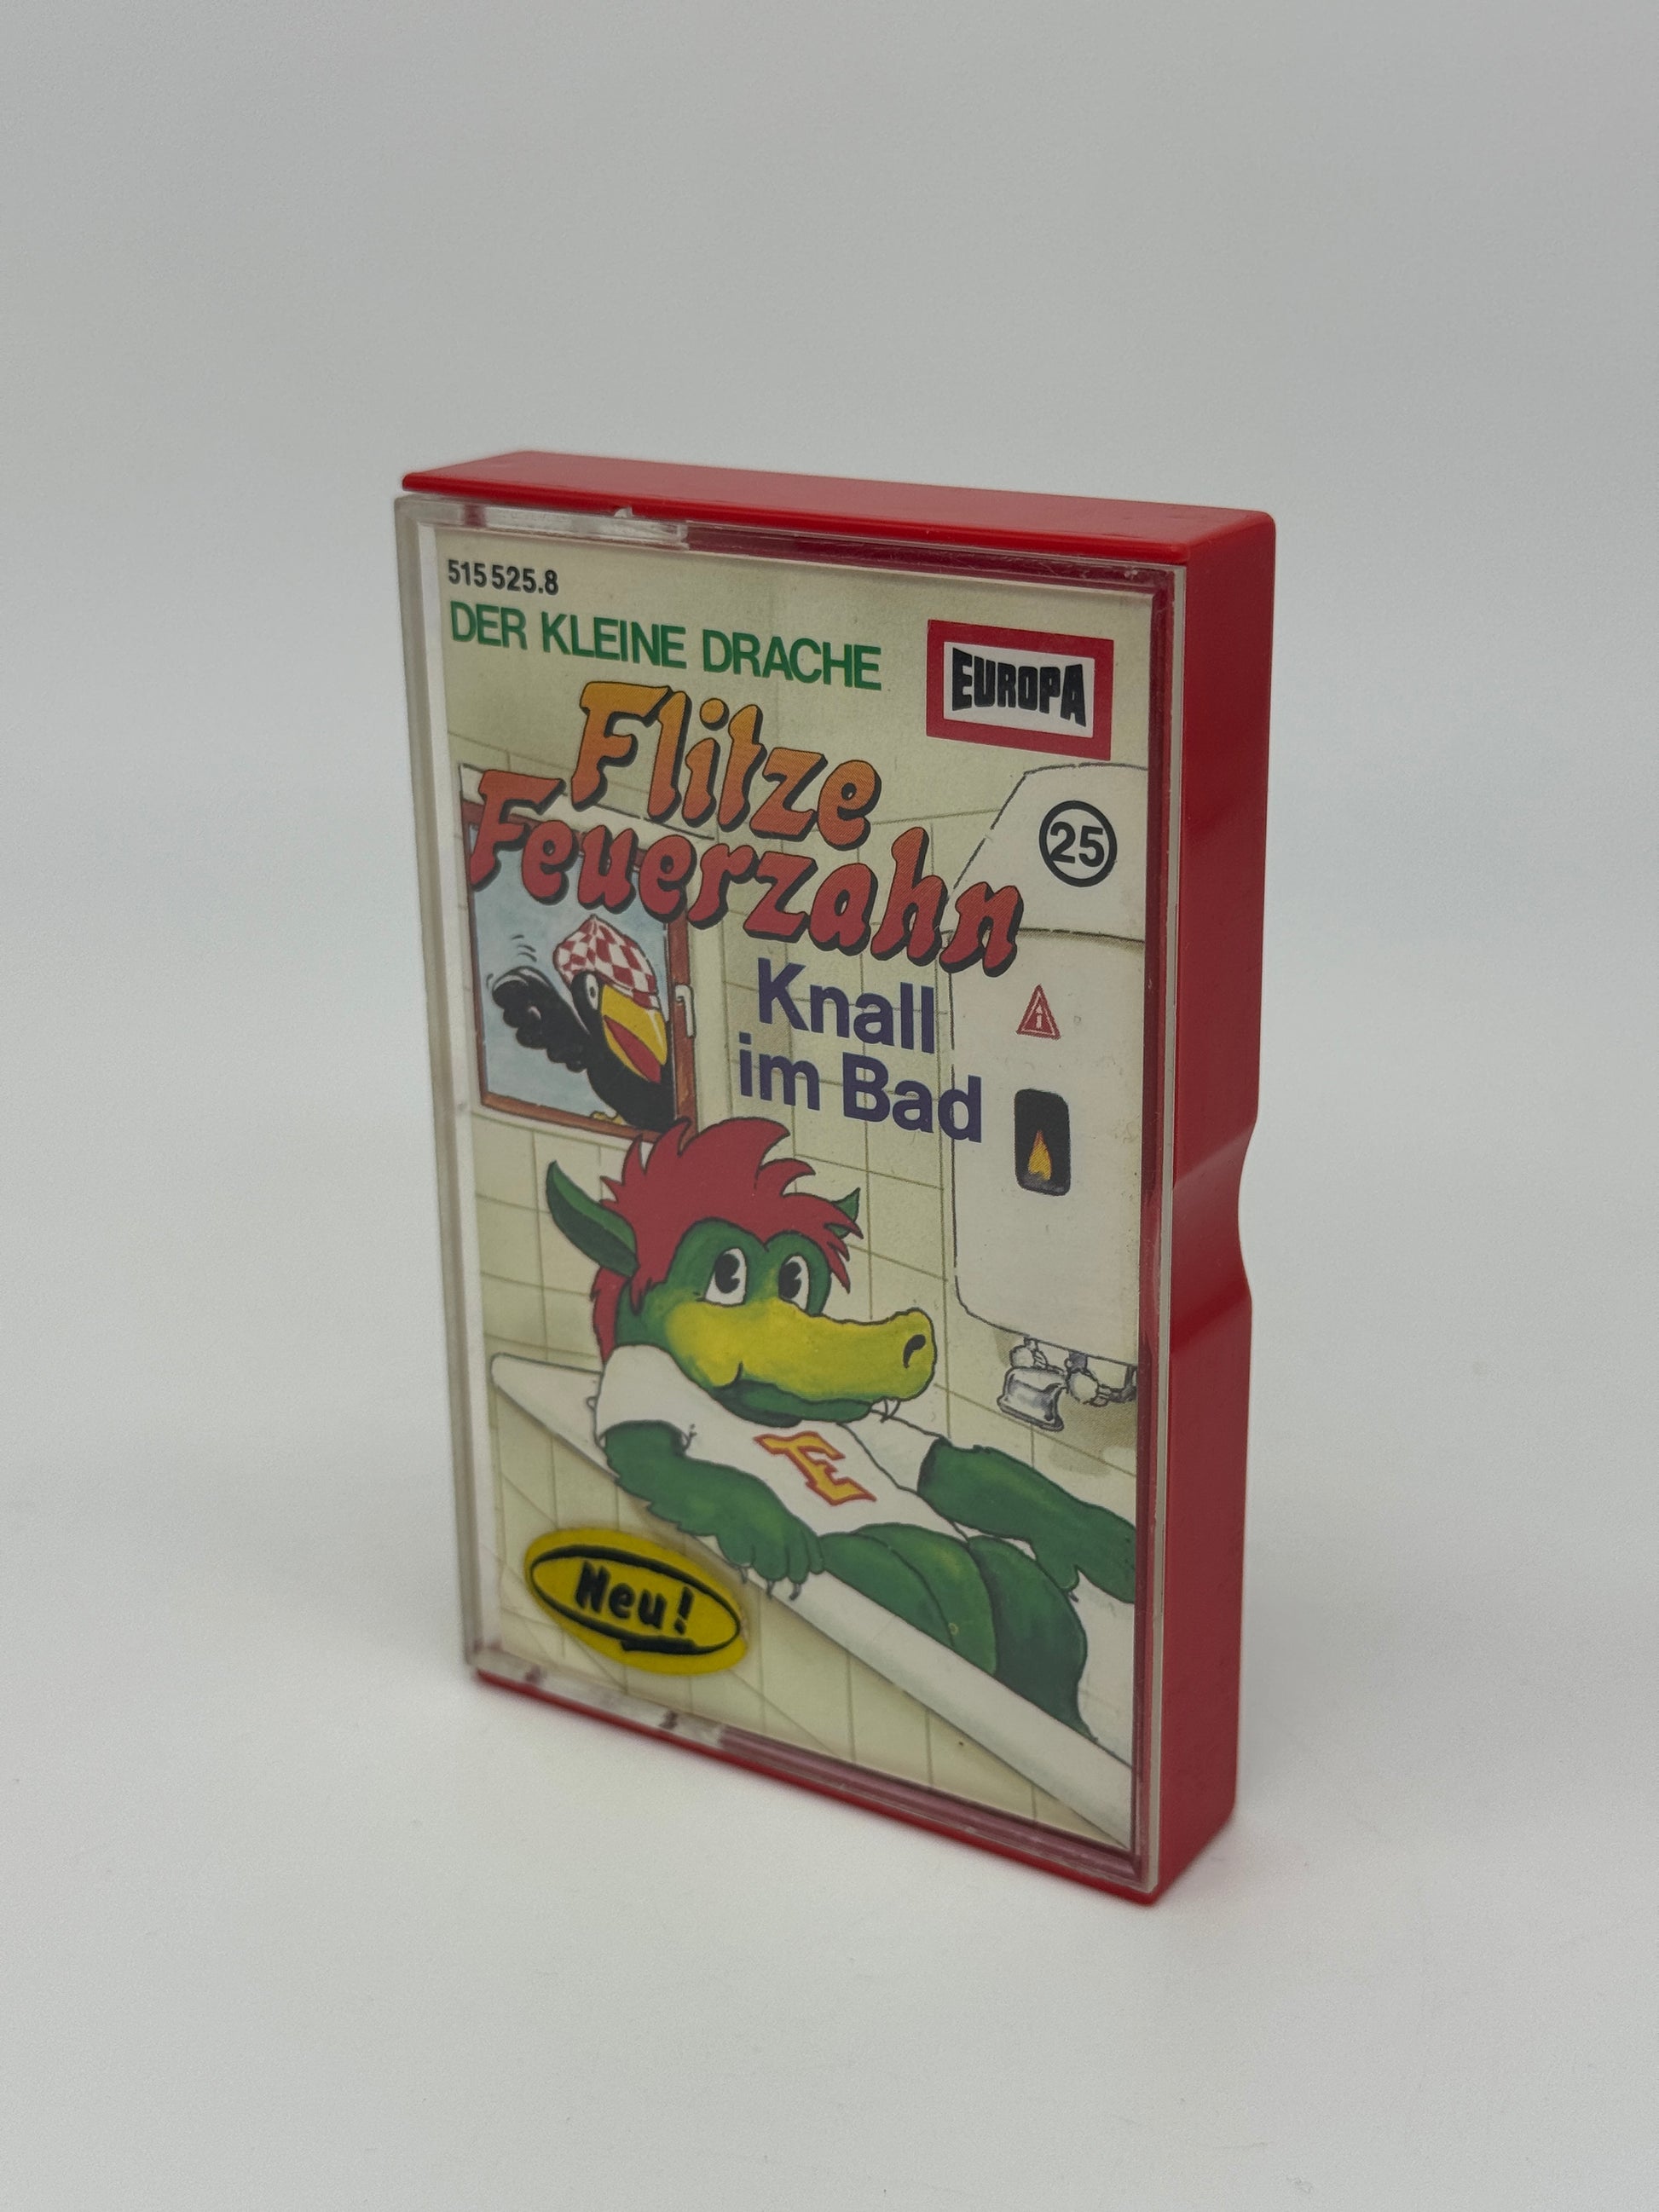 515 525.8
DER KLEINE DRACHE
EUROPA
Flitze
Feuerzahn
25
Knall
im Bad
F
Neu!